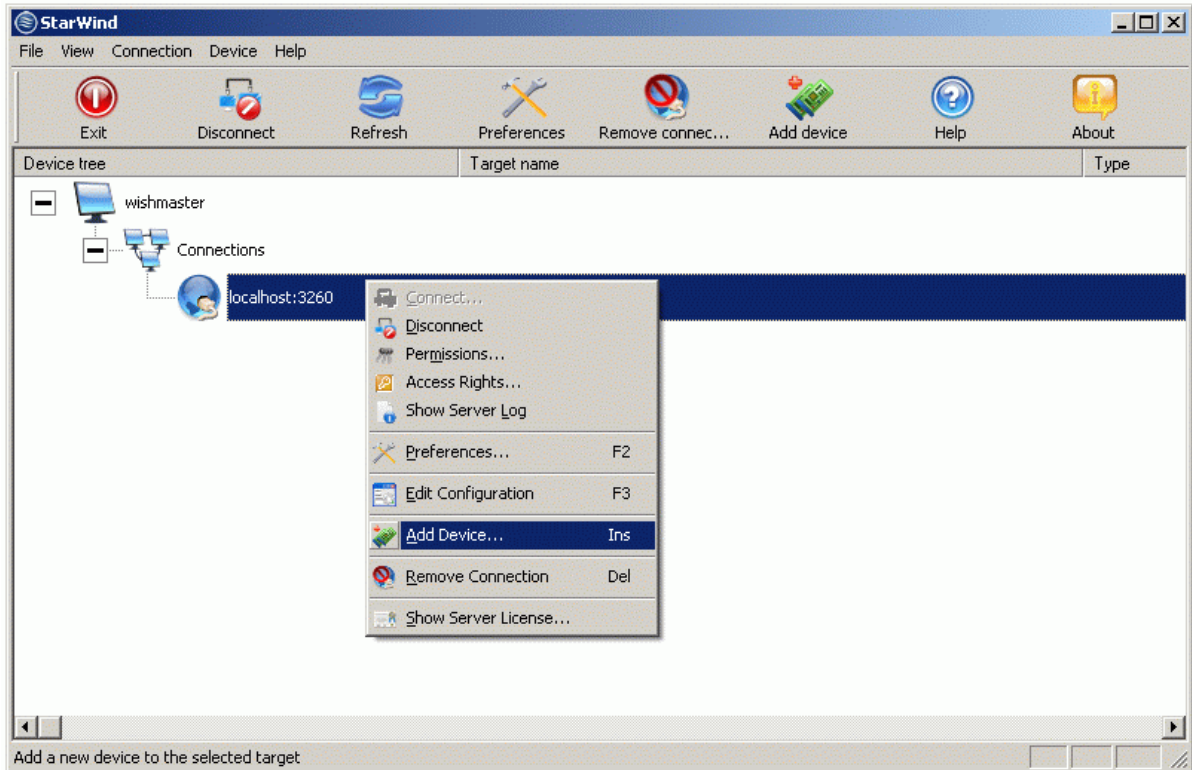 StarWind
File View Connection Device Help
Exit Disconnect Refresh Preferences Remove connec... Add device Help About
Device tree Target name Type
wishmaster
Connections
localhost:3260
Connect...
Disconnect
Permissions...
Access Rights...
Show Server Log
Preferences... F2
Edit Configuration F3
Add Device... Ins
Remove Connection Del
Show Server License...
Add a new device to the selected target